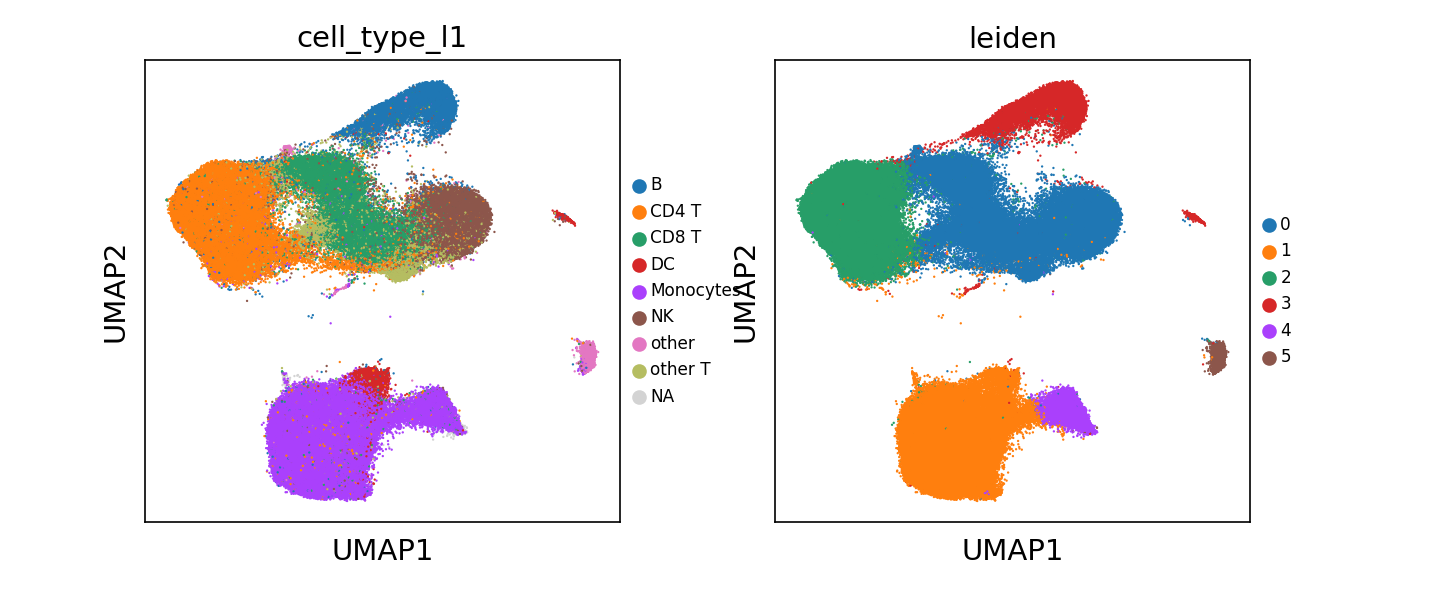 cell_type_l1
UMAP2
UMAP1
B
CD4 T
CD8 T
DC
Monocytes
NK
other
other T
NA
leiden
UMAP2
UMAP1
0
1
2
3
4
5